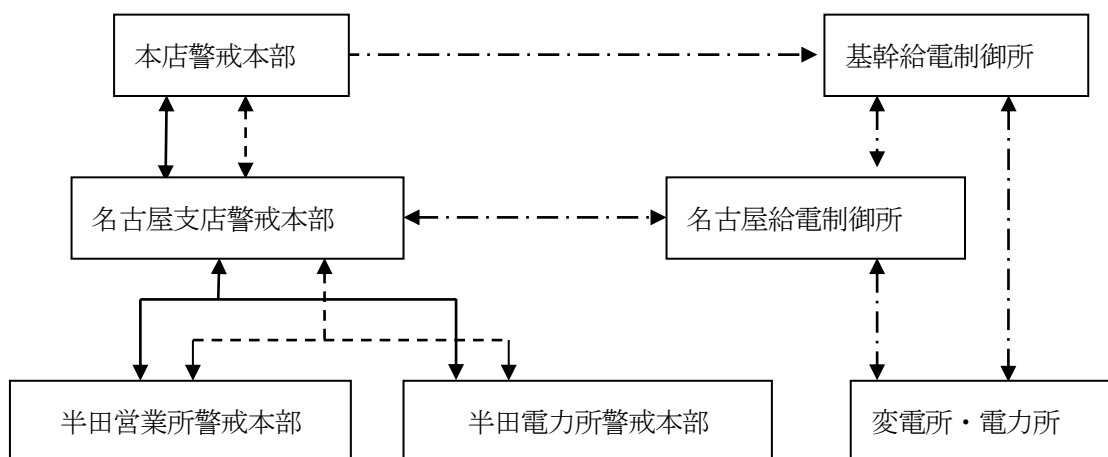 本店警戒本部
基幹給電制御所
名古屋支店警戒本部
名古屋給電制御所
半田営業所警戒本部
半田電力所警戒本部
変電所・電力所